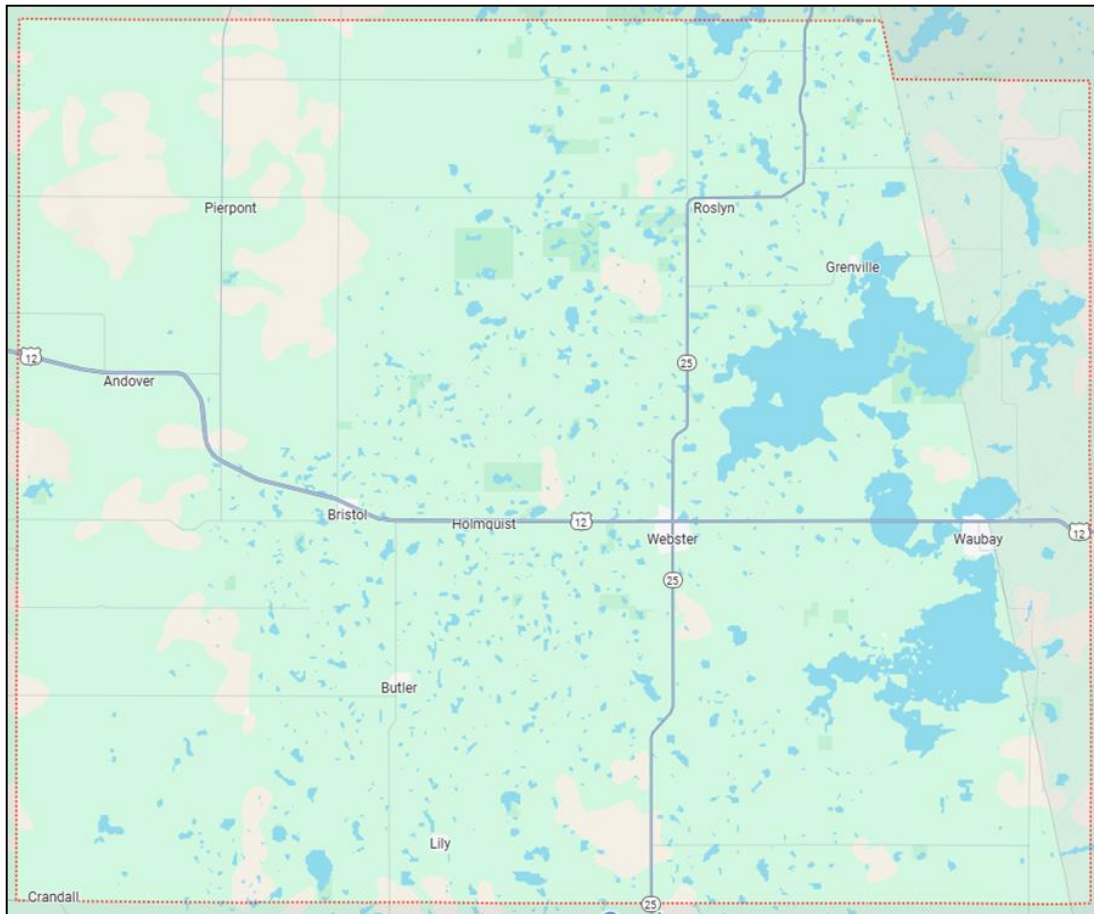 Pierpont
Roslyn
Grenville
12
25
Andover
Bristol
Holmquist
12
Webster
Waubay
12
25
Butler
Lily
Crandall
25